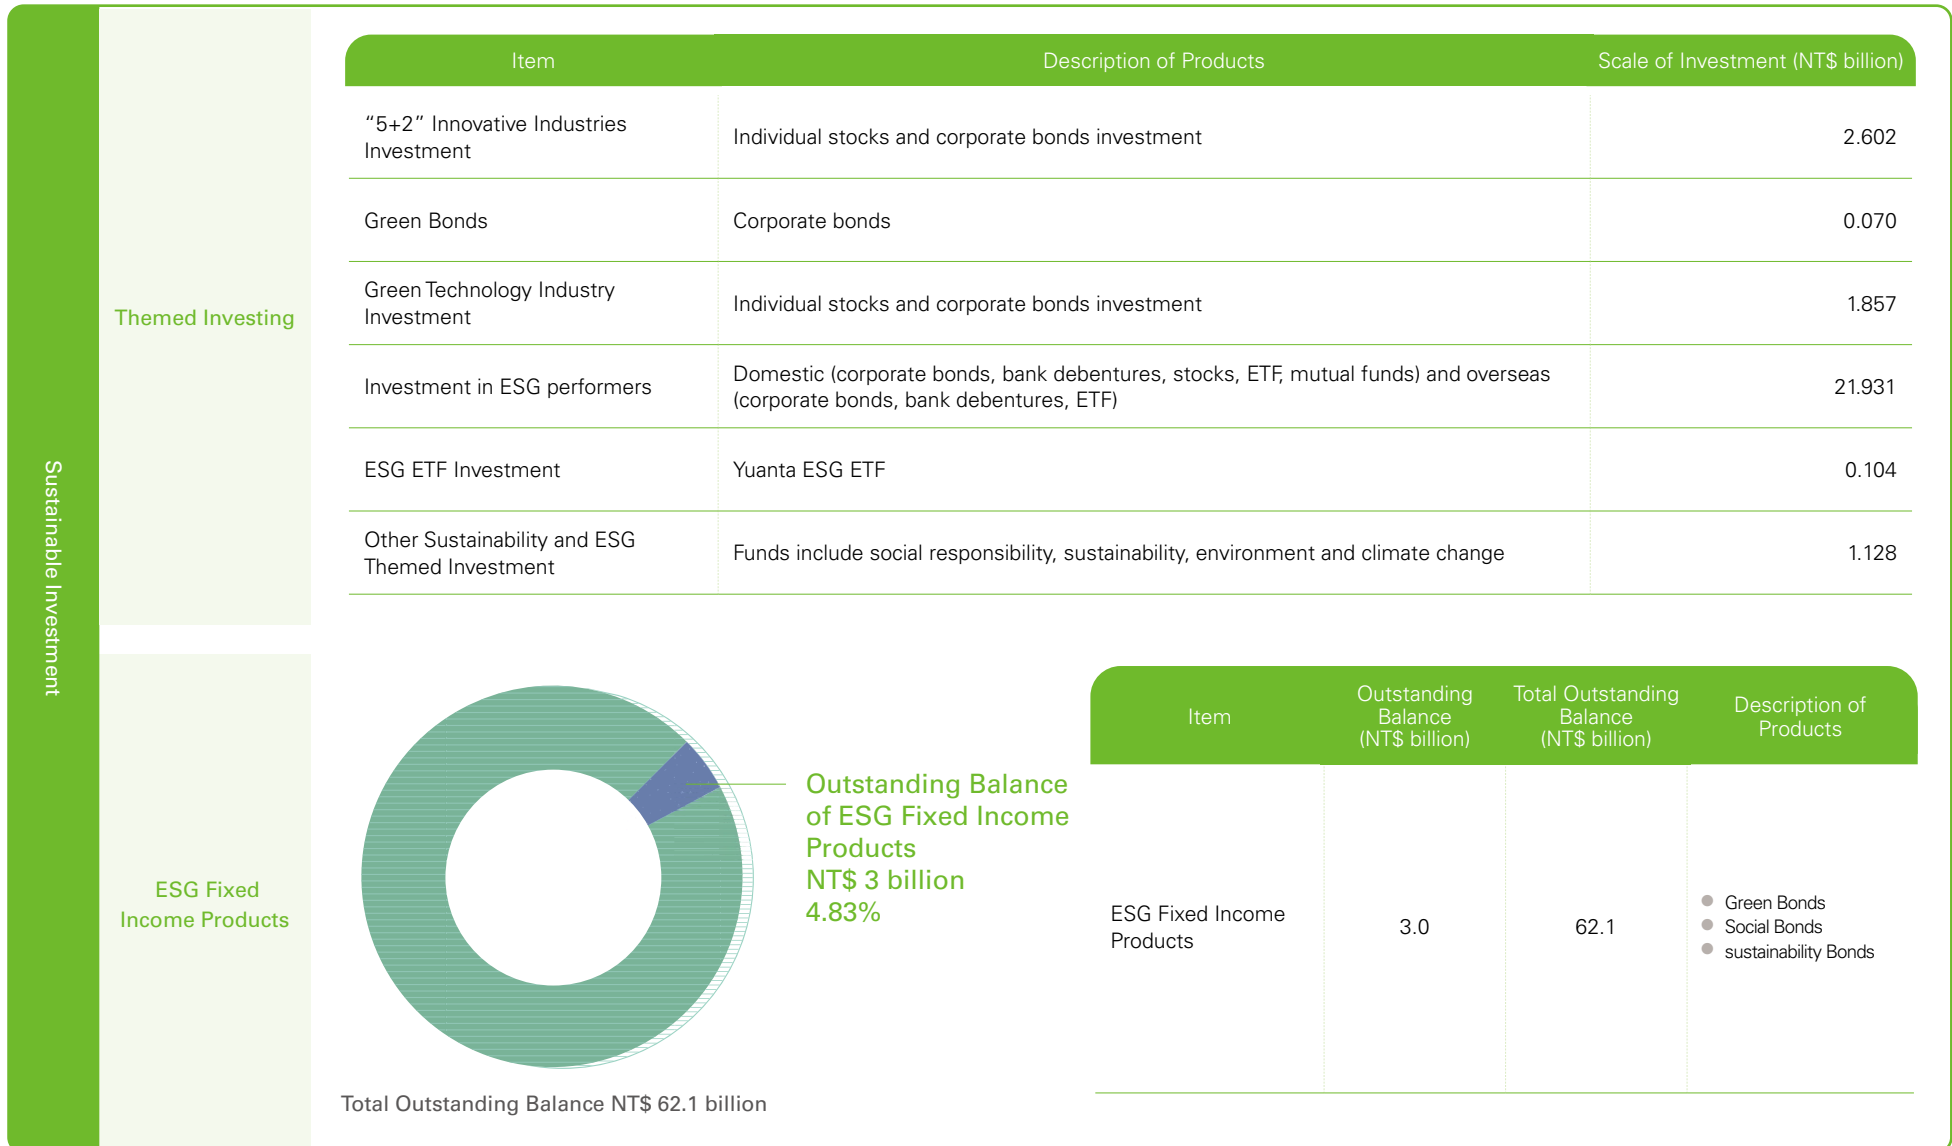 Sustainable Investment
Themed Investing
Item
Description of Products
Scale of Investment (NT$ billion)
“5+2” Innovative Industries
Investment
Individual stocks and corporate bonds investment
2.602
Green Bonds
Corporate bonds
0.070
Green Technology Industry
Investment
Individual stocks and corporate bonds investment
1.857
Investment in ESG performers
Domestic (corporate bonds, bank debentures, stocks, ETF, mutual funds) and overseas
(corporate bonds, bank debentures, ETF)
21.931
ESG ETF Investment
Yuanta ESG ETF
0.104
Other Sustainability and ESG
Themed Investment
Funds include social responsibility, sustainability, environment and climate change
1.128
ESG Fixed
Income Products
Outstanding Balance
of ESG Fixed Income
Products
NT$ 3 billion
4.83%
Total Outstanding Balance NT$ 62.1 billion
Item
Outstanding
Balance
(NT$ billion)
Total Outstanding
Balance
(NT$ billion)
Description of
Products
ESG Fixed Income
Products
3.0
62.1
● Green Bonds
● Social Bonds
● sustainability Bonds